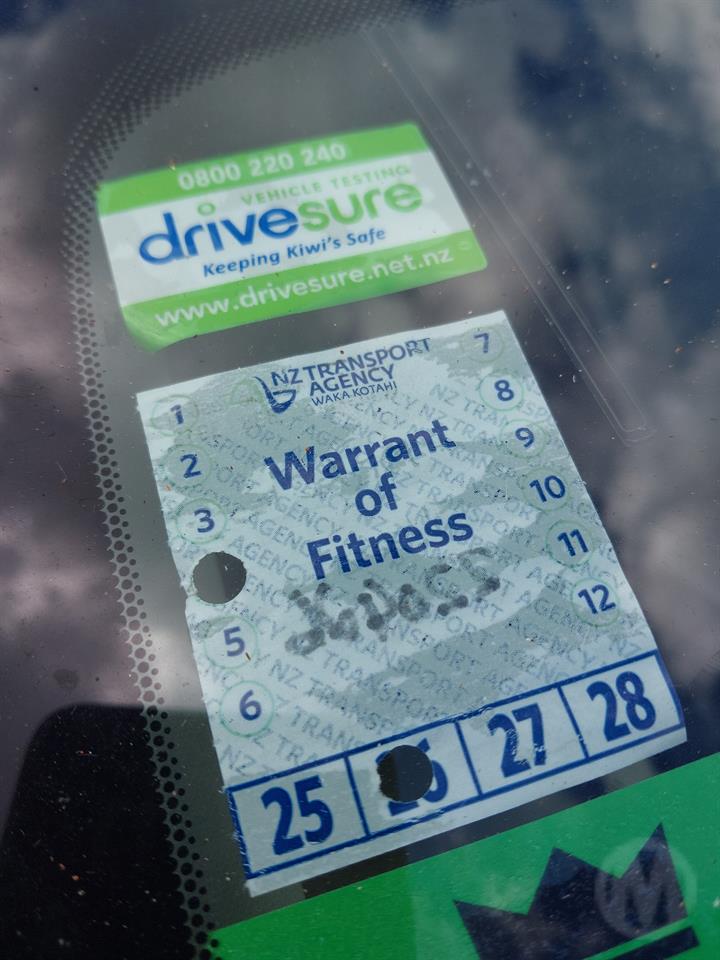 0800 220 240
VEHICLE TESTING
drivesure
Keeping Kiwi's Safe
www.drivesure.net.nz
NZ TRANSPORT
AGENCY
WAKA KOTAHI
Warrant
of
Fitness
1
2
3
5
6
7
8
9
10
11
12
25 26 27 28
M